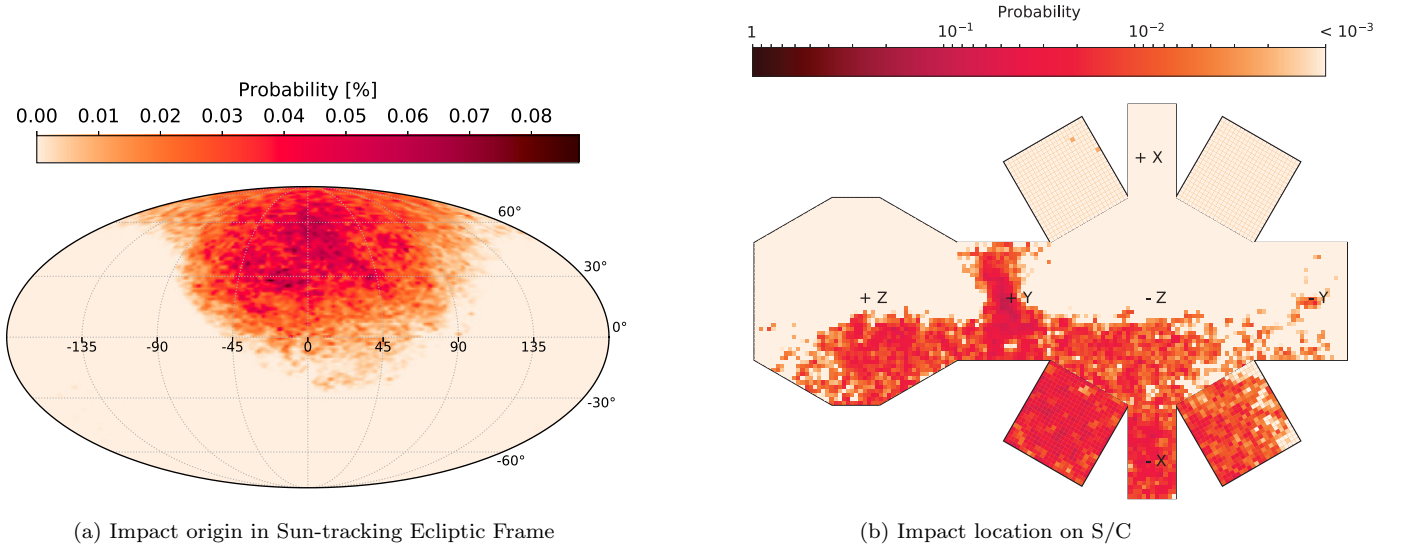 Probability [%]
0.00 0.01 0.02 0.03 0.04 0.05 0.06 0.07 0.08
60°
30°
0°
-135 -90 -45 0 45 90 135
-30°
-60°
(a) Impact origin in Sun-tracking Ecliptic Frame
Probability
1 10⁻¹ 10⁻² < 10⁻³
+ X
+ Z + Y - Z - Y
- X
(b) Impact location on S/C